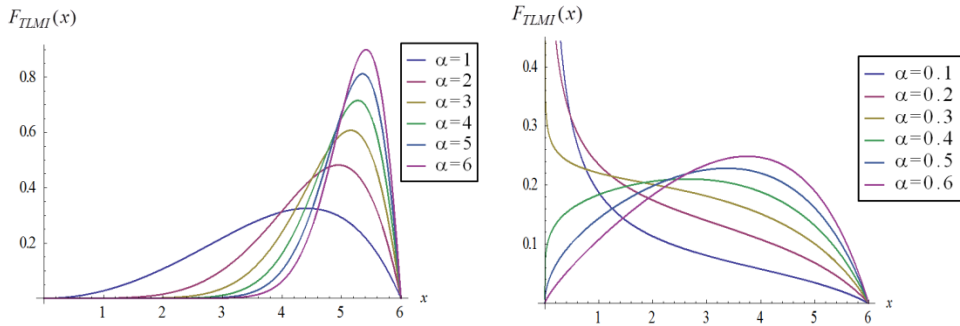 F_TLMI(x)
0.8
0.6
0.4
0.2
1 2 3 4 5 6 x
α=1
α=2
α=3
α=4
α=5
α=6
F_TLMI(x)
0.4
0.3
0.2
0.1
1 2 3 4 5 6 x
α=0.1
α=0.2
α=0.3
α=0.4
α=0.5
α=0.6